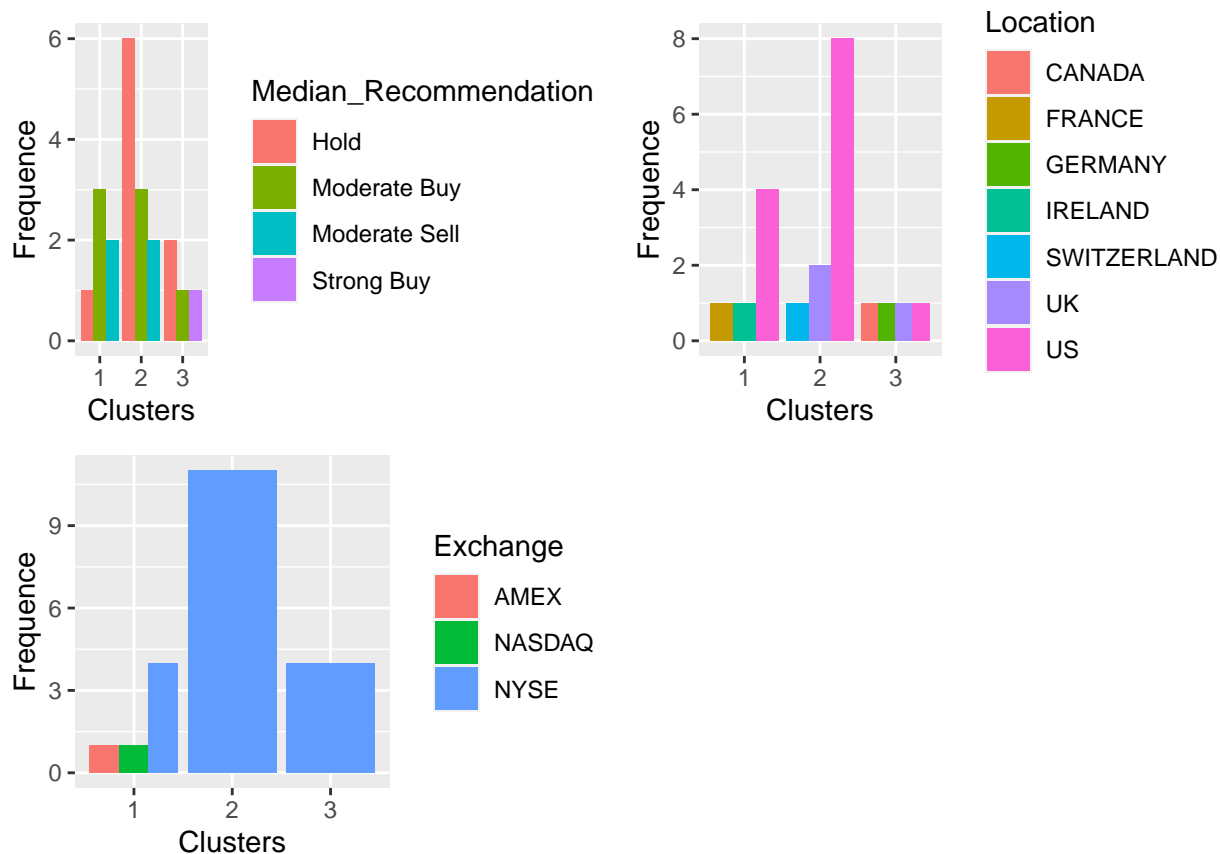 6
4
2
0
Frequence
1 2 3
Clusters
Median_Recommendation
Hold
Moderate Buy
Moderate Sell
Strong Buy
8
6
4
2
0
Frequence
1 2 3
Clusters
Location
CANADA
FRANCE
GERMANY
IRELAND
SWITZERLAND
UK
US
9
6
3
0
Frequence
1 2 3
Clusters
Exchange
AMEX
NASDAQ
NYSE